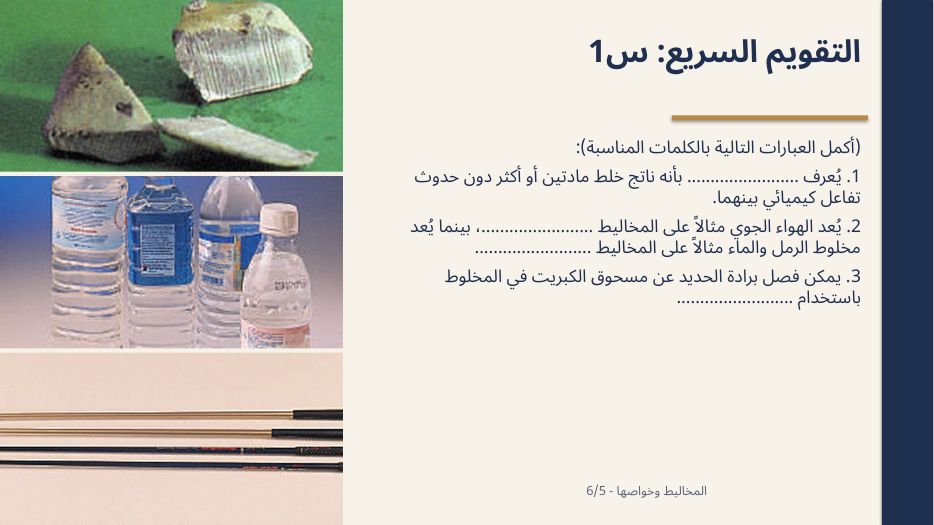 التقويم السريع: س1
(أكمل العبارات التالية بالكلمات المناسبة):
1. يُعرف ........................ بأنه ناتج خلط مادتين أو أكثر دون حدوث
تفاعل كيميائي بينهما.
2. يُعد الهواء الجوي مثالاً على المخاليط ........................، بينما يُعد
مخلوط الرمل والماء مثالاً على المخاليط .........................
3. يمكن فصل برادة الحديد عن مسحوق الكبريت في المخلوط
باستخدام .........................
المخاليط وخواصها - 6/5